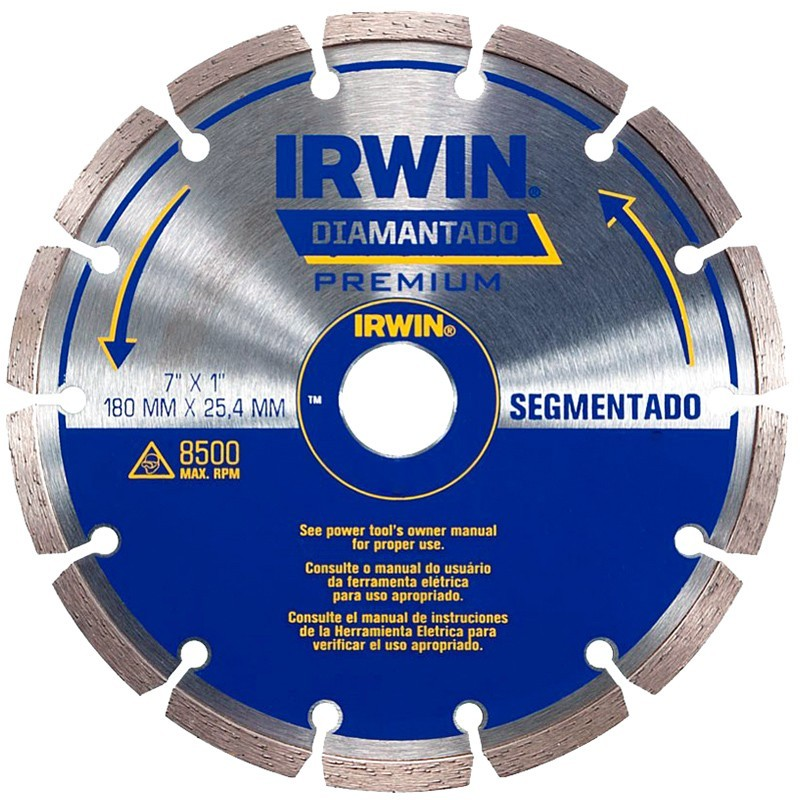 IRWIN®
DIAMANTADO
PREMIUM
IRWIN®
7" X 1"
180 MM X 25,4 MM
™
SEGMENTADO
8500
MAX. RPM
See power tool's owner manual
for proper use.
Consulte o manual do usuário
da ferramenta elétrica
para uso apropriado.
Consulte el manual de instruciones
de la Herramienta Eletrica para
verificar el uso apropriado.